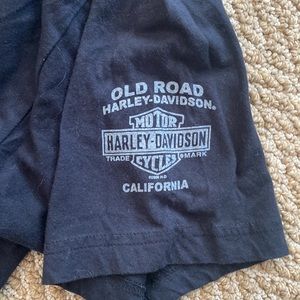 OLD ROAD
HARLEY-DAVIDSON®
MOTOR
HARLEY-DAVIDSON
TRADE MARK
CYCLES
CALIFORNIA